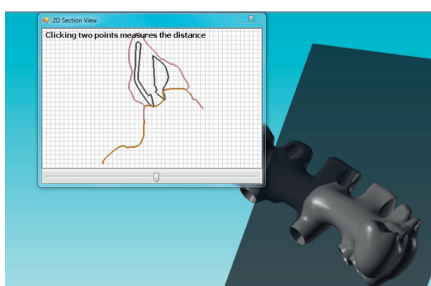 2D Section View
Clicking two points measures the distance